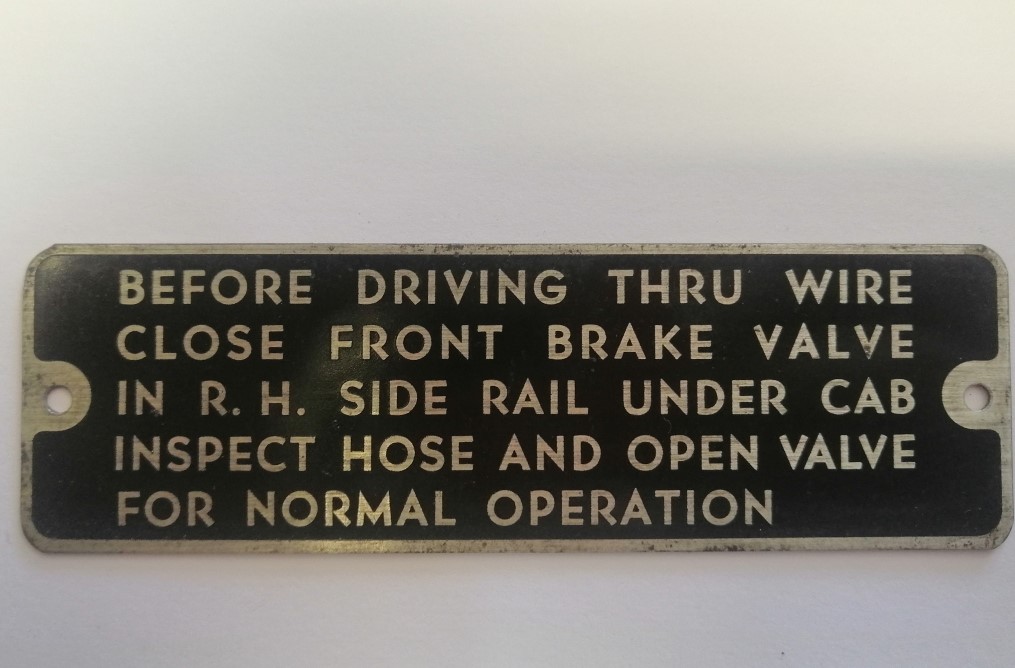 BEFORE DRIVING THRU WIRE
CLOSE FRONT BRAKE VALVE
IN R. H. SIDE RAIL UNDER CAB
INSPECT HOSE AND OPEN VALVE
FOR NORMAL OPERATION